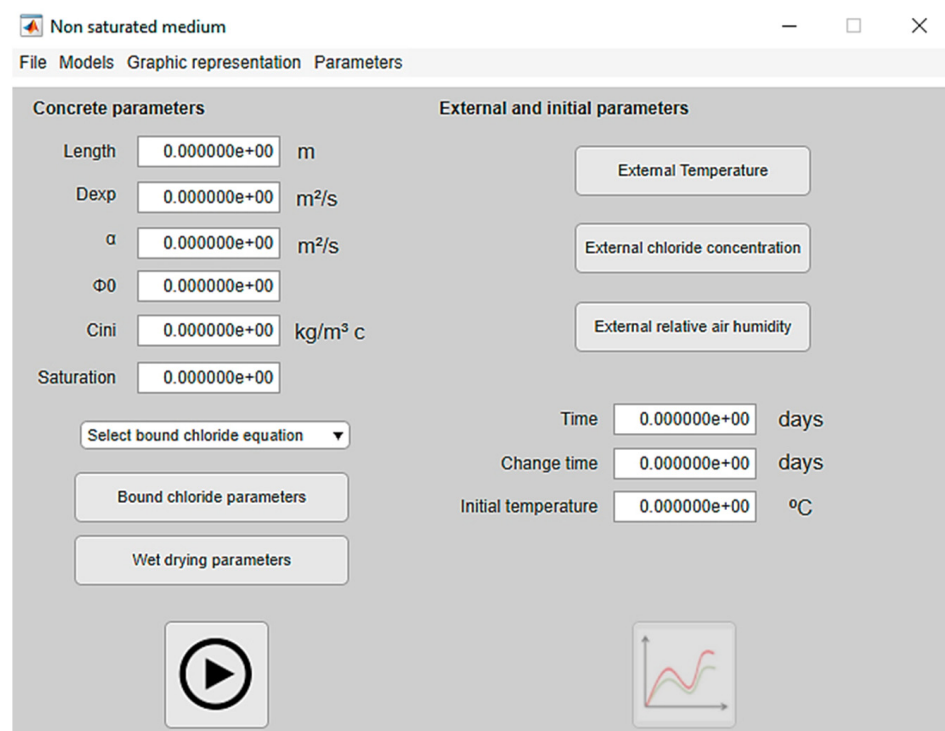 Non saturated medium
File Models Graphic representation Parameters
Concrete parameters
Length 0.000000e+00 m
Dexp 0.000000e+00 m²/s
α 0.000000e+00 m²/s
Φ0 0.000000e+00
Cini 0.000000e+00 kg/m³ c
Saturation 0.000000e+00
Select bound chloride equation
Bound chloride parameters
Wet drying parameters
External and initial parameters
External Temperature
External chloride concentration
External relative air humidity
Time 0.000000e+00 days
Change time 0.000000e+00 days
Initial temperature 0.000000e+00 ºC